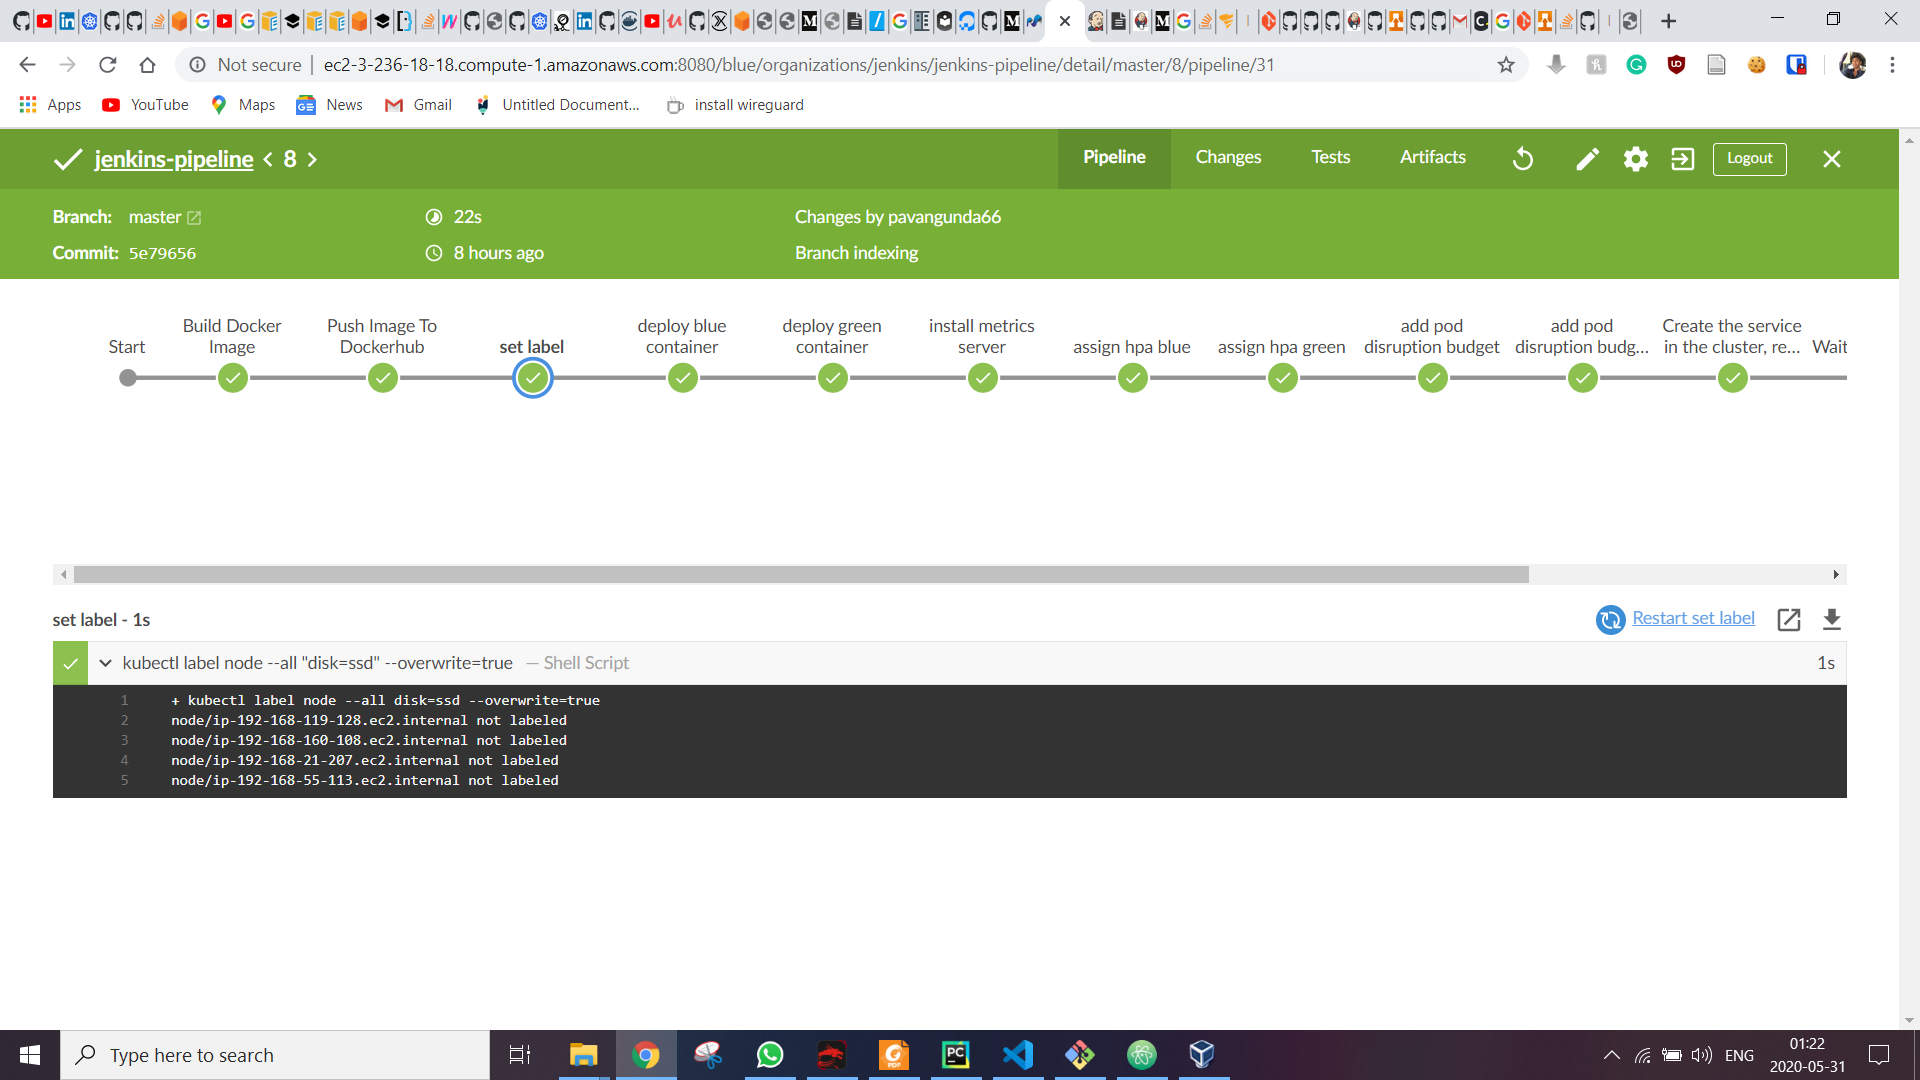 Not secure | ec2-3-236-18-18.compute-1.amazonaws.com:8080/blue/organizations/jenkins/jenkins-pipeline/detail/master/8/pipeline/31
Apps YouTube Maps News Gmail Untitled Document... install wireguard
jenkins-pipeline < 8 > Pipeline Changes Tests Artifacts Logout
Branch: master 22s Changes by pavangunda66
Commit: 5e79656 8 hours ago Branch indexing
Start
Build Docker
Image
Push Image To
Dockerhub
set label
deploy blue
container
deploy green
container
install metrics
server
assign hpa blue
assign hpa green
add pod
disruption budget
add pod
disruption budg...
Create the service
in the cluster, re...
Wait
set label - 1s Restart set label
kubectl label node --all "disk=ssd" --overwrite=true — Shell Script 1s
1 + kubectl label node --all disk=ssd --overwrite=true
2 node/ip-192-168-119-128.ec2.internal not labeled
3 node/ip-192-168-160-108.ec2.internal not labeled
4 node/ip-192-168-21-207.ec2.internal not labeled
5 node/ip-192-168-55-113.ec2.internal not labeled
Type here to search
ENG
01:22
2020-05-31